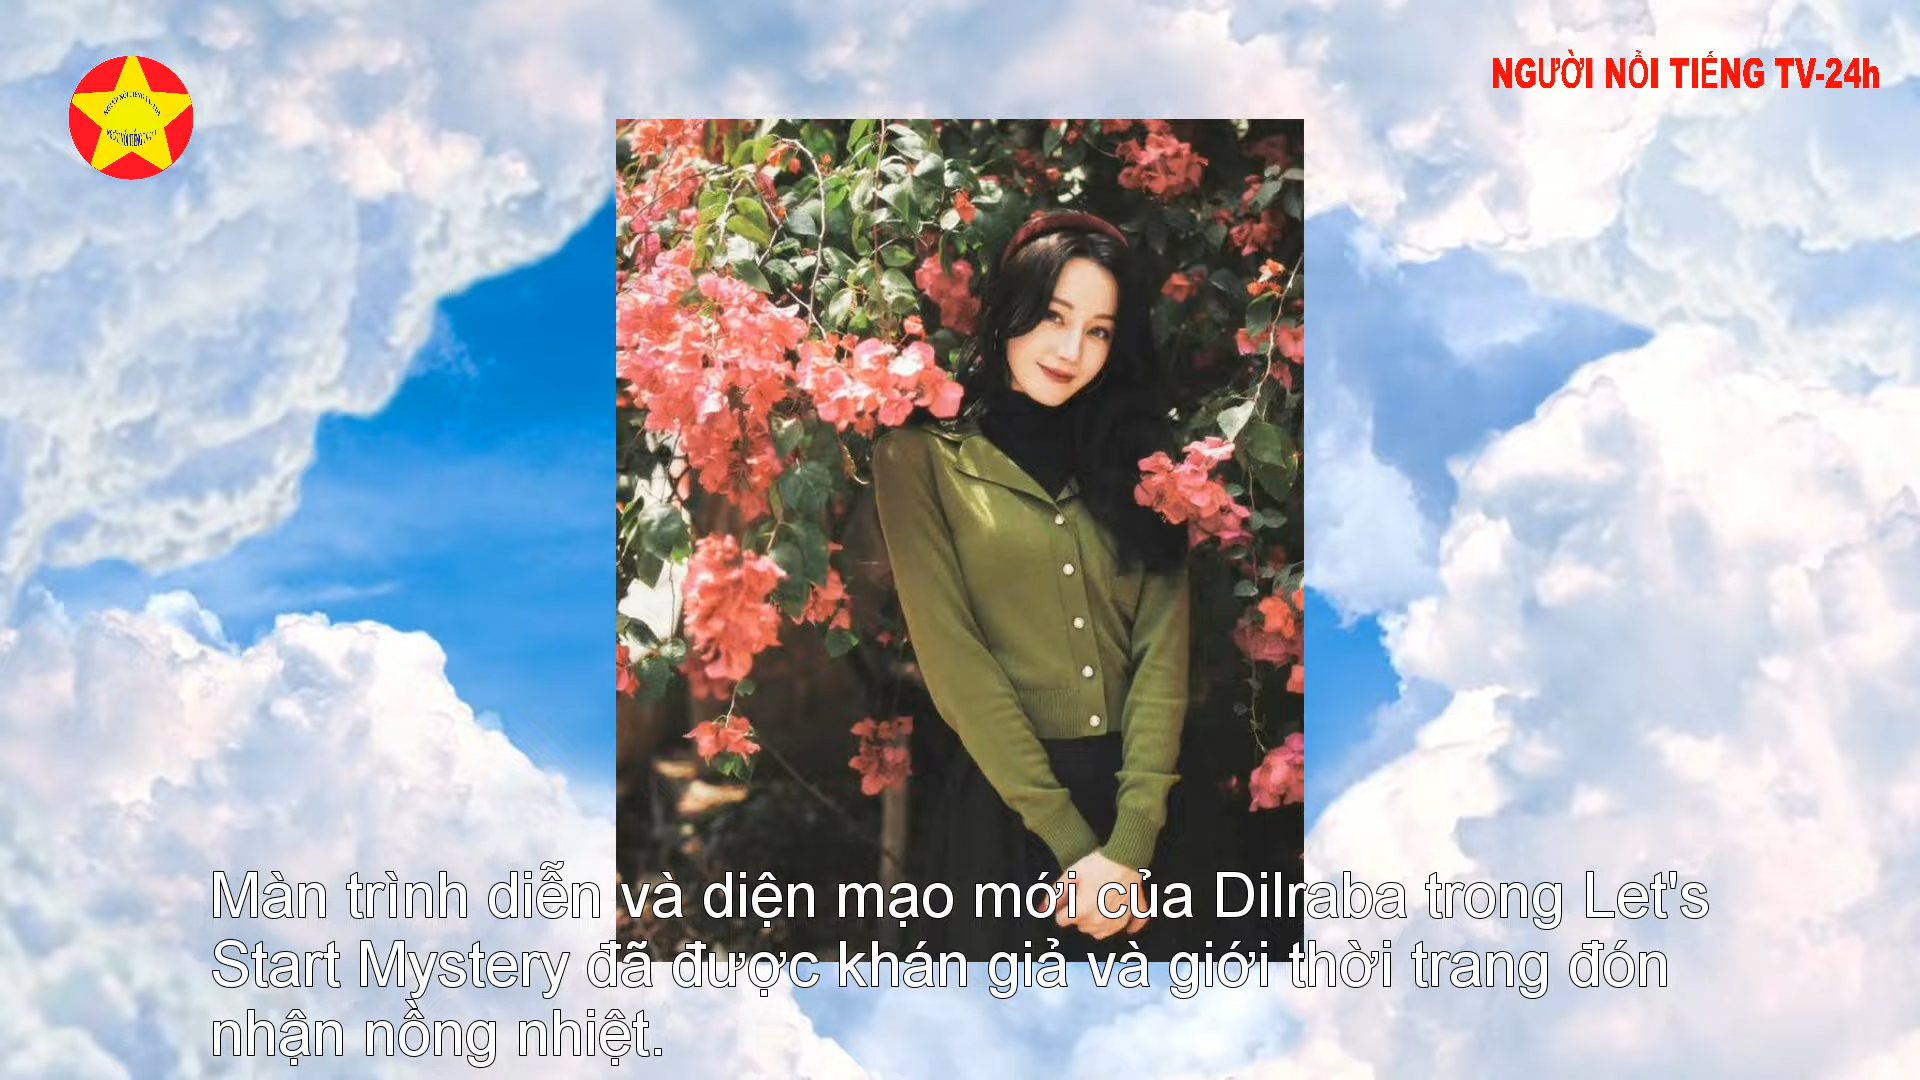 NGƯỜI NỔI TIẾNG TV-24h
Màn trình diễn và diện mạo mới của Dilraba trong Let's
Start Mystery đã được khán giả và giới thời trang đón
nhận nồng nhiệt.